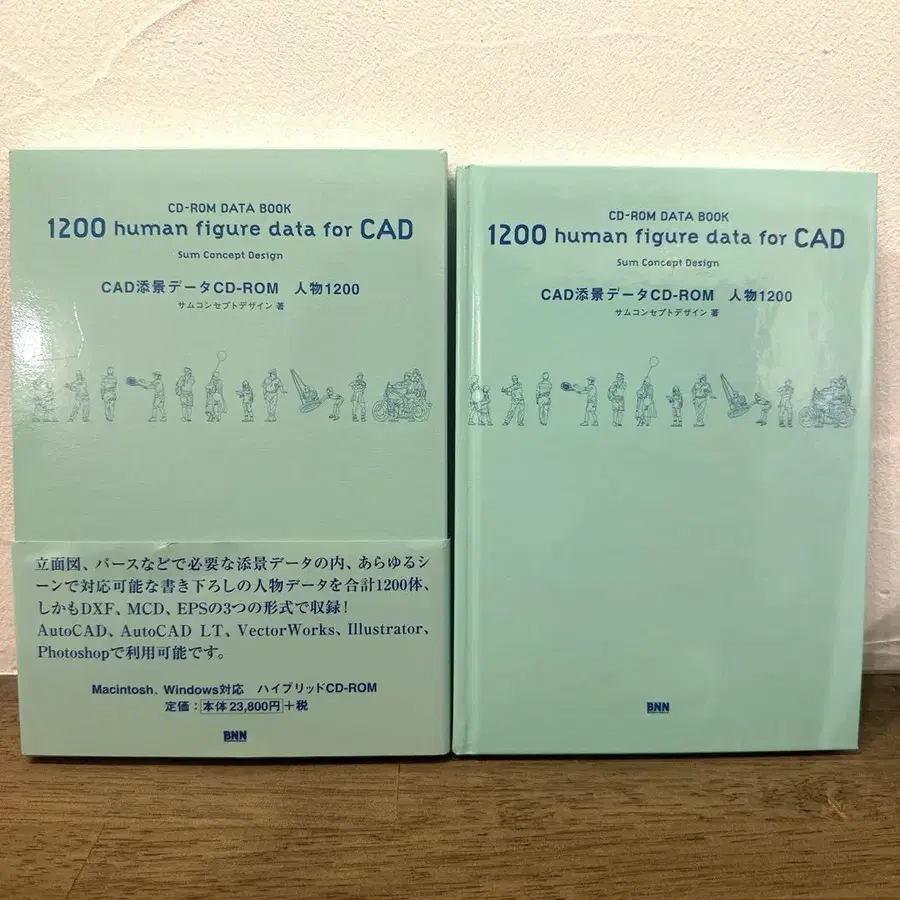 CD-ROM DATA BOOK
1200 human figure data for CAD
Sum Concept Design
CAD添景データCD-ROM 人物1200
サムコンセプトデザイン 著
立面図、パースなどで必要な添景データの内、あらゆるシ
ーンで対応可能な書き下ろしの人物データを合計1200体、
しかもDXF、MCD、EPSの3つの形式で収録！
AutoCAD、AutoCAD LT、VectorWorks、Illustrator、
Photoshopで利用可能です。
Macintosh、Windows対応 ハイブリッドCD-ROM
定価：本体23,800円＋税
BNN
CD-ROM DATA BOOK
1200 human figure data for CAD
Sum Concept Design
CAD添景データCD-ROM 人物1200
サムコンセプトデザイン 著
BNN